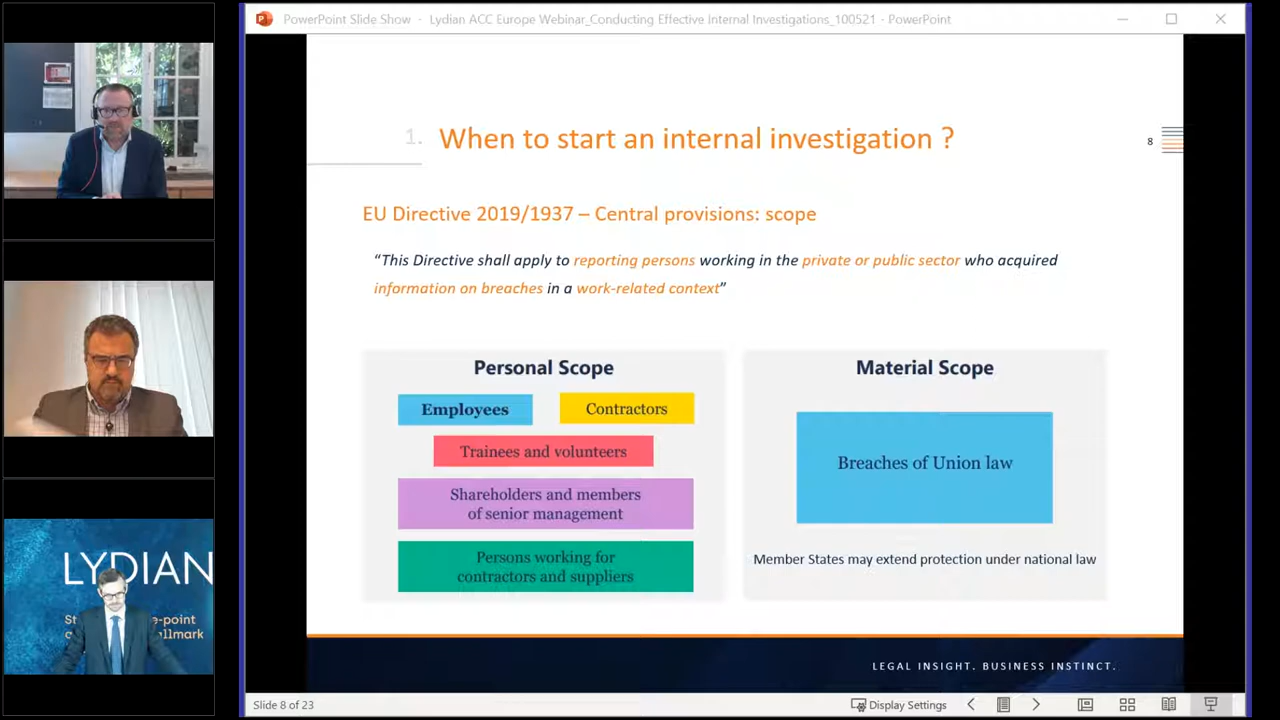 PowerPoint Slide Show - Lydian ACC Europe Webinar_Conducting Effective Internal Investigations_100521 - PowerPoint
1. When to start an internal investigation ?
8
EU Directive 2019/1937 – Central provisions: scope
“This Directive shall apply to reporting persons working in the private or public sector who acquired
information on breaches in a work-related context”
Personal Scope
Employees
Contractors
Trainees and volunteers
Shareholders and members
of senior management
Persons working for
contractors and suppliers
Material Scope
Breaches of Union law
Member States may extend protection under national law
LEGAL INSIGHT. BUSINESS INSTINCT.
Slide 8 of 23
Display Settings
LYDIAN